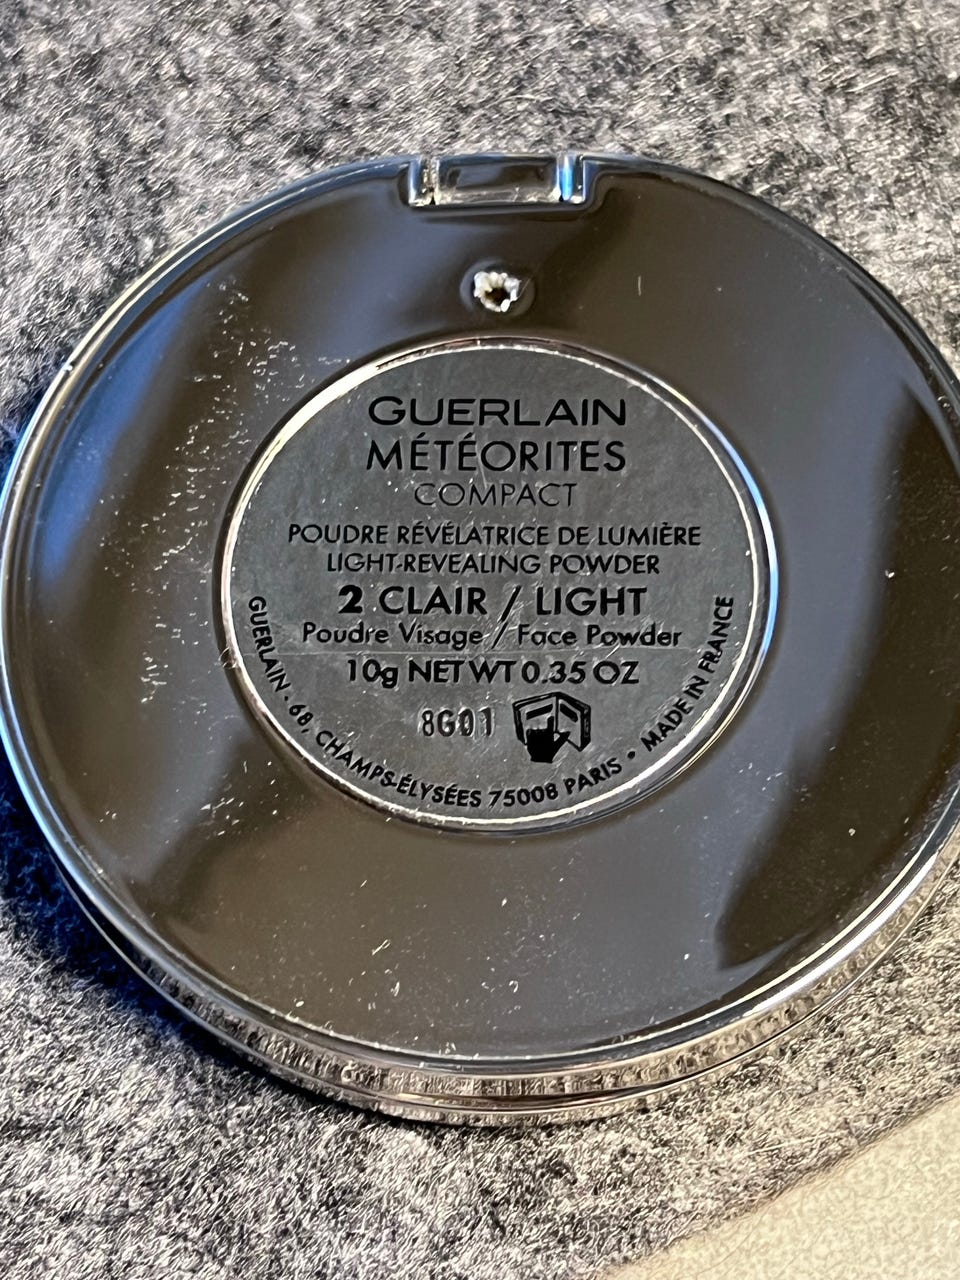 GUERLAIN
MÉTÉORITES
COMPACT
POUDRE RÉVÉLATRICE DE LUMIÈRE
LIGHT-REVEALING POWDER
2 CLAIR / LIGHT
Poudre Visage / Face Powder
10g NET WT 0.35 OZ
8G01
GUERLAIN · 68, CHAMPS-ÉLYSÉES 75008 PARIS • MADE IN FRANCE